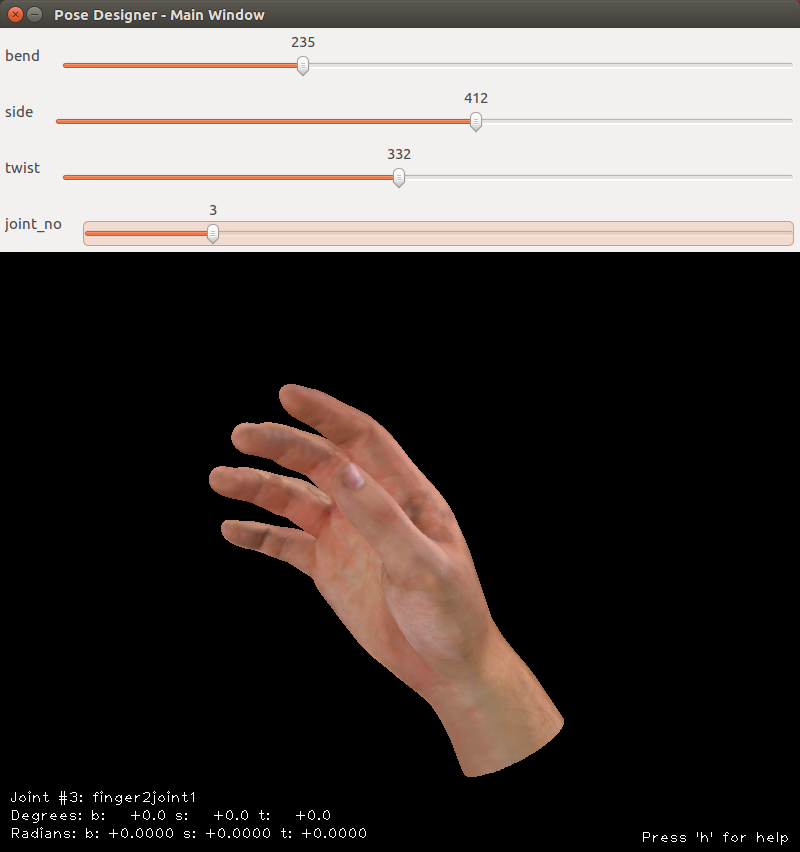 Pose Designer - Main Window
bend
235
side
412
twist
332
joint_no
3
Joint #3: finger2joint1
Degrees: b: +0.0 s: +0.0 t: +0.0
Radians: b: +0.0000 s: +0.0000 t: +0.0000
Press 'h' for help